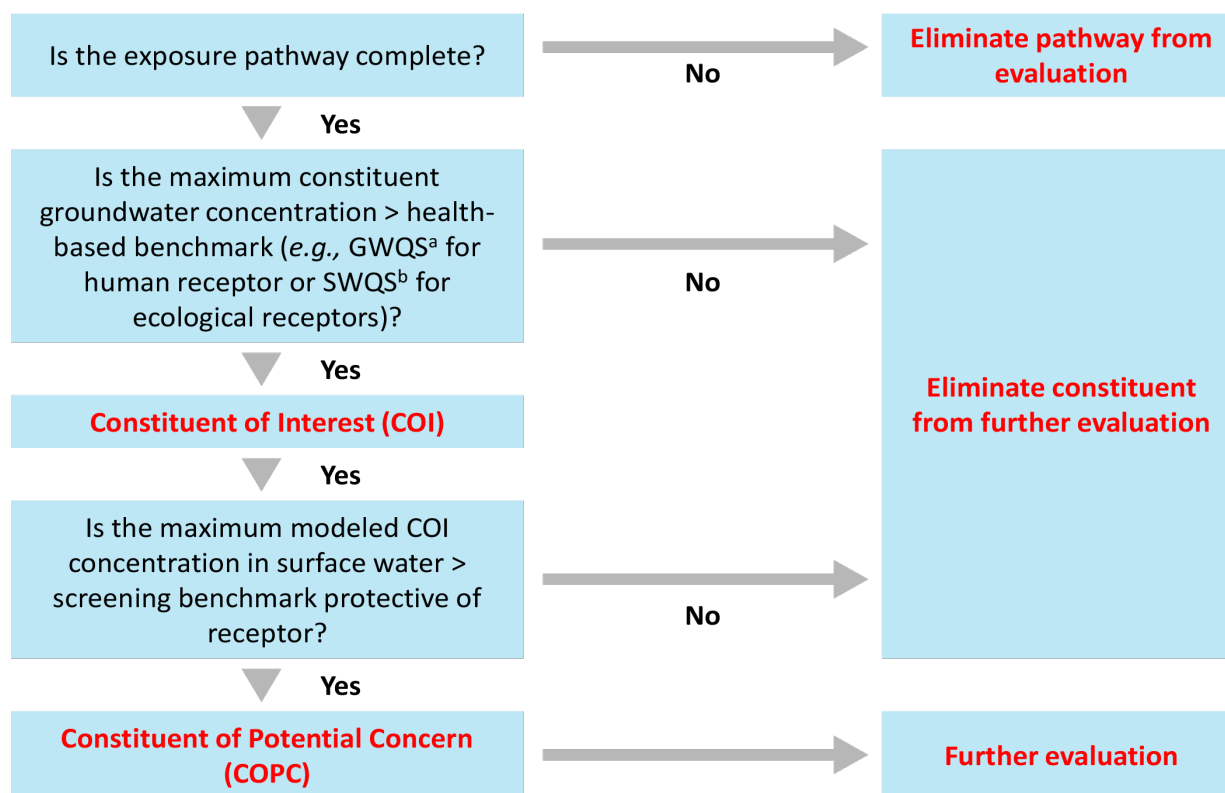 Is the exposure pathway complete?
No
Eliminate pathway from
evaluation
Yes
Is the maximum constituent
groundwater concentration > health-
based benchmark (e.g., GWQSᵃ for
human receptor or SWQSᵇ for
ecological receptors)?
No
Yes
Constituent of Interest (COI)
Eliminate constituent
from further evaluation
Yes
Is the maximum modeled COI
concentration in surface water >
screening benchmark protective of
receptor?
No
Yes
Constituent of Potential Concern
(COPC)
Further evaluation